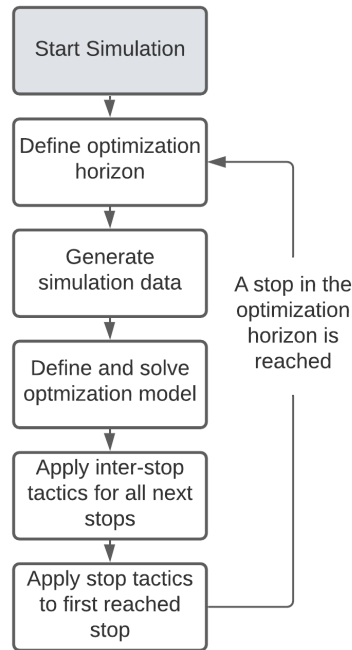 Start Simulation
Define optimization
horizon
Generate
simulation data
Define and solve
optmization model
Apply inter-stop
tactics for all next
stops
Apply stop tactics
to first reached
stop
A stop in the
optimization
horizon is
reached